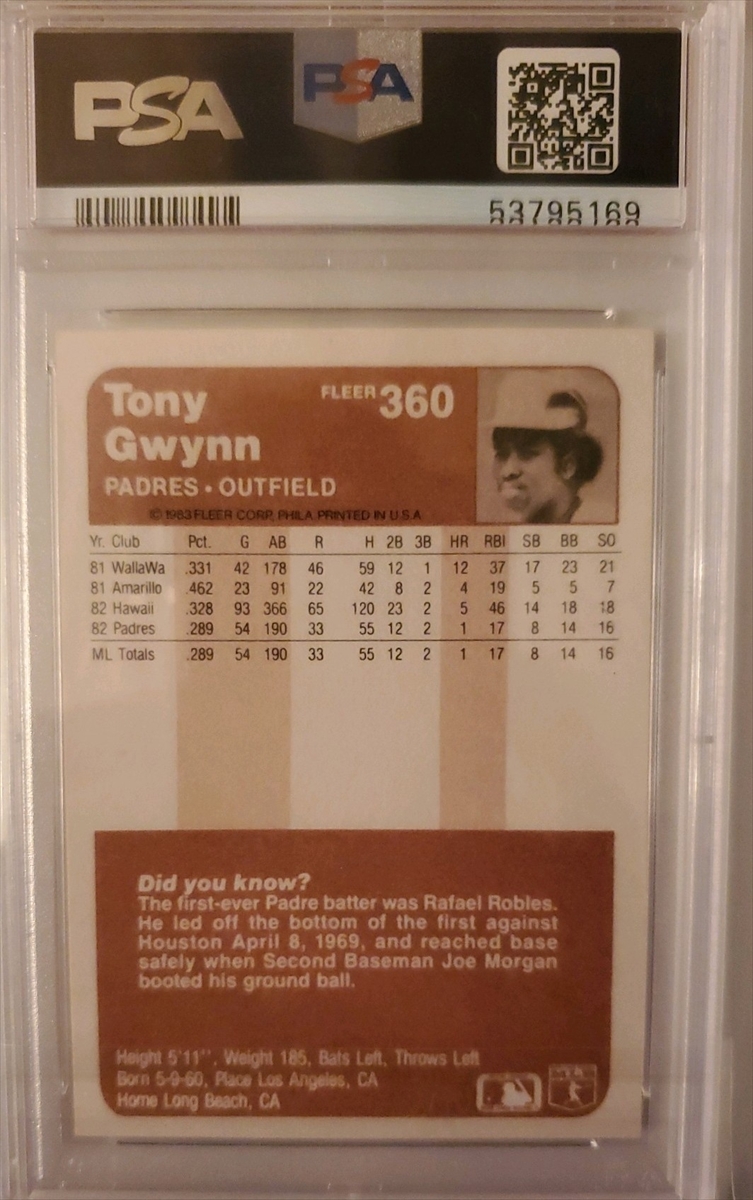 PSA
PSA
53795169
Tony
Gwynn
FLEER 360
PADRES • OUTFIELD
© 1983 FLEER CORP. PHILA. PRINTED IN U.S.A
Yr. Club Pct. G AB R H 2B 3B HR RBI SB BB SO
81 WallaWa .331 42 178 46 59 12 1 12 37 17 23 21
81 Amarillo .462 23 91 22 42 8 2 4 19 5 5 7
82 Hawaii .328 93 366 65 120 23 2 5 46 14 18 18
82 Padres .289 54 190 33 55 12 2 1 17 8 14 16
ML Totals .289 54 190 33 55 12 2 1 17 8 14 16
Did you know?
The first-ever Padre batter was Rafael Robles.
He led off the bottom of the first against
Houston April 8, 1969, and reached base
safely when Second Baseman Joe Morgan
booted his ground ball.
Height 5'11'', Weight 185, Bats Left, Throws Left
Born 5-9-60, Place Los Angeles, CA
Home Long Beach, CA